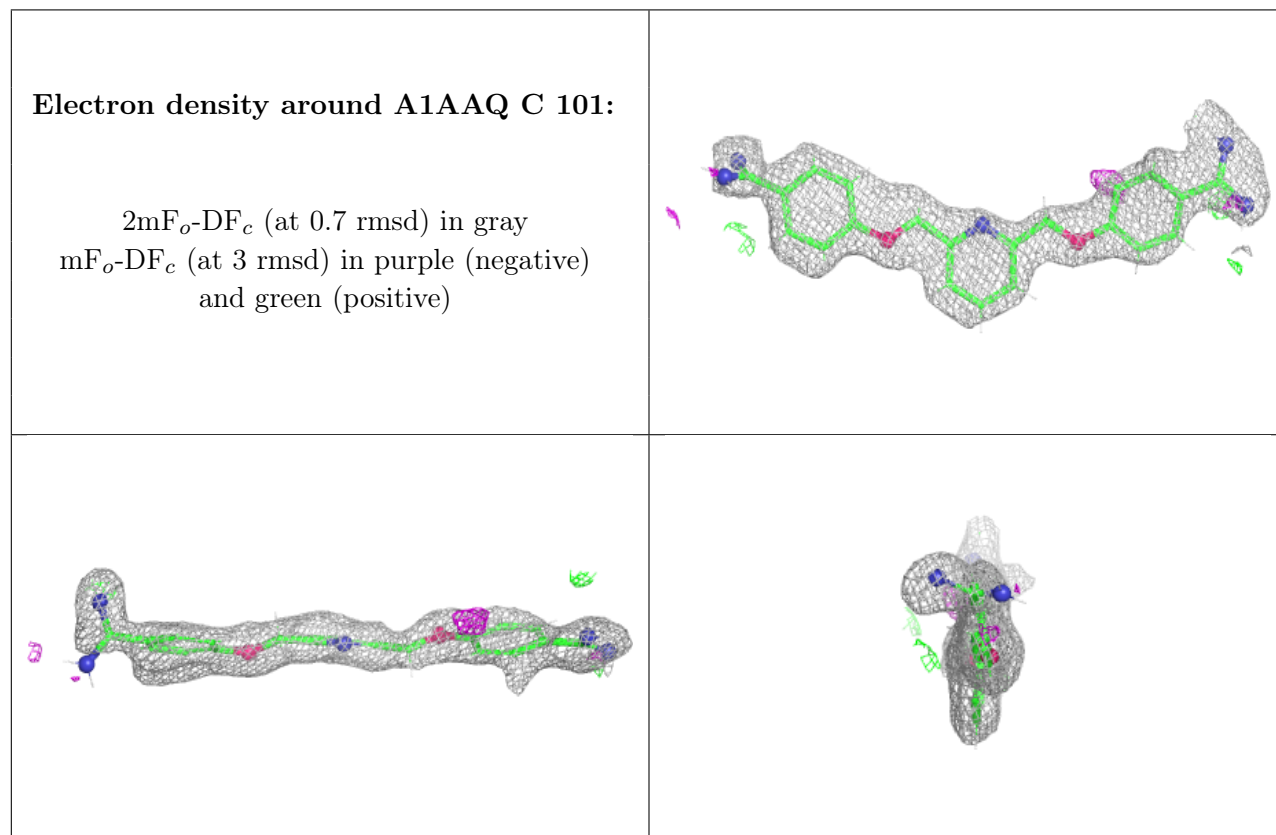 Electron density around A1AAQ C 101:
2mFₒ-DF𝒸 (at 0.7 rmsd) in gray
mFₒ-DF𝒸 (at 3 rmsd) in purple (negative)
and green (positive)